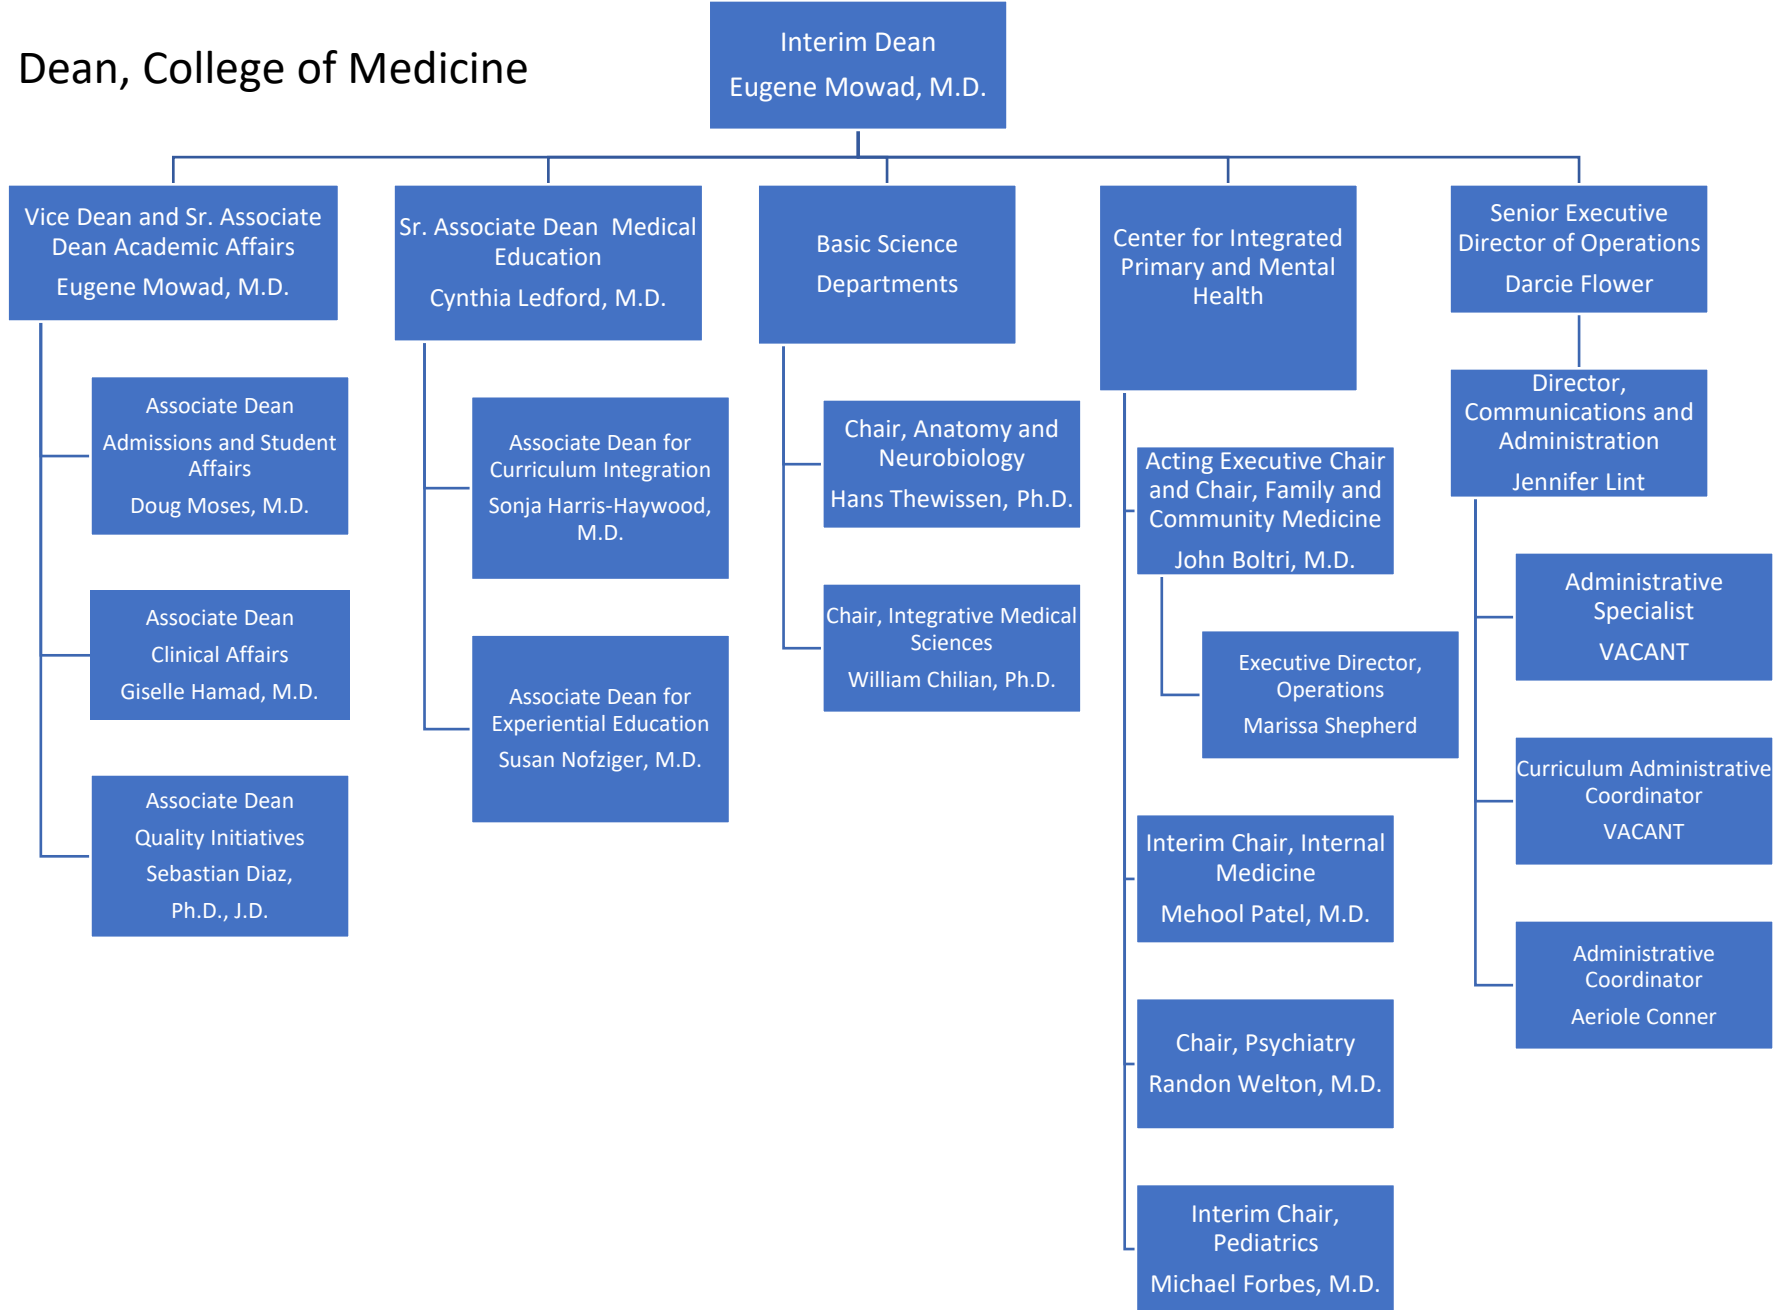 Dean, College of Medicine
Interim Dean
Eugene Mowad, M.D.
Vice Dean and Sr. Associate
Dean Academic Affairs
Eugene Mowad, M.D.
Associate Dean
Admissions and Student
Affairs
Doug Moses, M.D.
Associate Dean
Clinical Affairs
Giselle Hamad, M.D.
Associate Dean
Quality Initiatives
Sebastian Diaz,
Ph.D., J.D.
Sr. Associate Dean Medical
Education
Cynthia Ledford, M.D.
Associate Dean for
Curriculum Integration
Sonja Harris-Haywood,
M.D.
Associate Dean for
Experiential Education
Susan Nofziger, M.D.
Basic Science
Departments
Chair, Anatomy and
Neurobiology
Hans Thewissen, Ph.D.
Chair, Integrative Medical
Sciences
William Chilian, Ph.D.
Center for Integrated
Primary and Mental
Health
Acting Executive Chair
and Chair, Family and
Community Medicine
John Boltri, M.D.
Executive Director,
Operations
Marissa Shepherd
Interim Chair, Internal
Medicine
Mehool Patel, M.D.
Chair, Psychiatry
Randon Welton, M.D.
Interim Chair,
Pediatrics
Michael Forbes, M.D.
Senior Executive
Director of Operations
Darcie Flower
Director,
Communications and
Administration
Jennifer Lint
Administrative
Specialist
VACANT
Curriculum Administrative
Coordinator
VACANT
Administrative
Coordinator
Aeriole Conner